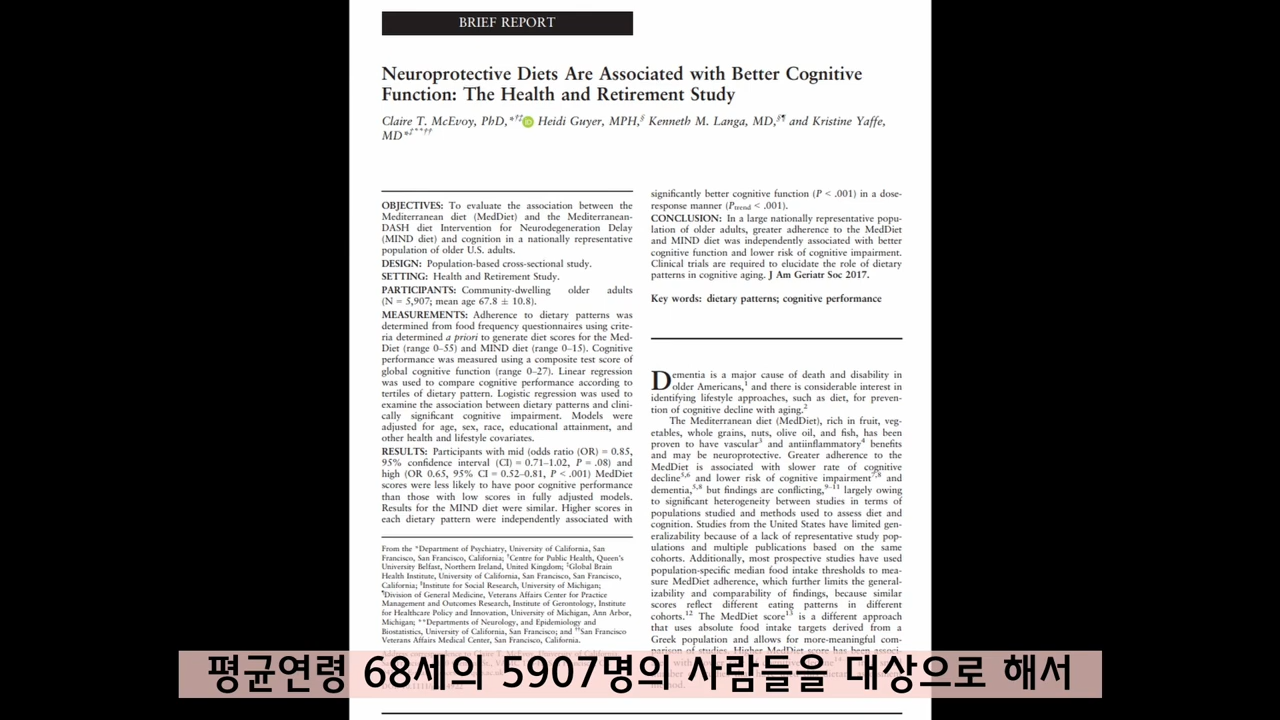 BRIEF REPORT
Neuroprotective Diets Are Associated with Better Cognitive
Function: The Health and Retirement Study
Claire T. McEvoy, PhD,*†‡ Heidi Guyer, MPH,§ Kenneth M. Langa, MD,§¶ and Kristine Yaffe,
MD*‡**††
OBJECTIVES: To evaluate the association between the
Mediterranean diet (MedDiet) and the Mediterranean-
DASH diet Intervention for Neurodegeneration Delay
(MIND diet) and cognition in a nationally representative
population of older U.S. adults.
DESIGN: Population-based cross-sectional study.
SETTING: Health and Retirement Study.
PARTICIPANTS: Community-dwelling older adults
(N = 5,907; mean age 67.8 ± 10.8).
MEASUREMENTS: Adherence to dietary patterns was
determined from food frequency questionnaires using crite-
ria determined a priori to generate diet scores for the Med-
Diet (range 0–55) and MIND diet (range 0–15). Cognitive
performance was measured using a composite test score of
global cognitive function (range 0–27). Linear regression
was used to compare cognitive performance according to
tertiles of dietary pattern. Logistic regression was used to
examine the association between dietary patterns and clini-
cally significant cognitive impairment. Models were
adjusted for age, sex, race, educational attainment, and
other health and lifestyle covariates.
RESULTS: Participants with mid (odds ratio (OR) = 0.85,
95% confidence interval (CI) = 0.71–1.02, P = .08) and
high (OR 0.65, 95% CI = 0.52–0.81, P < .001) MedDiet
scores were less likely to have poor cognitive performance
than those with low scores in fully adjusted models.
Results for the MIND diet were similar. Higher scores in
each dietary pattern were independently associated with
significantly better cognitive function (P < .001) in a dose-
response manner (Ptrend < .001).
CONCLUSION: In a large nationally representative popu-
lation of older adults, greater adherence to the MedDiet
and MIND diet was independently associated with better
cognitive function and lower risk of cognitive impairment.
Clinical trials are required to elucidate the role of dietary
patterns in cognitive aging. J Am Geriatr Soc 2017.
Key words: dietary patterns; cognitive performance
Dementia is a major cause of death and disability in
older Americans,1 and there is considerable interest in
identifying lifestyle approaches, such as diet, for preven-
tion of cognitive decline with aging.2
The Mediterranean diet (MedDiet), rich in fruit, veg-
etables, whole grains, nuts, olive oil, and fish, has been
proven to have vascular3 and antiinflammatory4 benefits
and may be neuroprotective. Greater adherence to the
MedDiet is associated with slower rate of cognitive
decline5,6 and lower risk of cognitive impairment7,8 and
dementia,5,8 but findings are conflicting,9–11 largely owing
to significant heterogeneity between studies in terms of
populations studied and methods used to assess diet and
cognition. Studies from the United States have limited gen-
eralizability because of a lack of representative study pop-
ulations and multiple publications based on the same
cohorts. Additionally, most prospective studies have used
population-specific median food intake thresholds to mea-
sure MedDiet adherence, which further limits the general-
izability and comparability of findings, because similar
scores reflect different eating patterns in different
cohorts.12 The MedDiet score13 is a different approach
that uses absolute food intake targets derived from a
Greek population and allows for more-meaningful com-
parison of studies. Higher MedDiet score has been associ-
From the *Department of Psychiatry, University of California, San
Francisco, San Francisco, California; †Centre for Public Health, Queen's
University Belfast, Northern Ireland, United Kingdom; ‡Global Brain
Health Institute, University of California, San Francisco, San Francisco,
California; §Institute for Social Research, University of Michigan;
¶Division of General Medicine, Veterans Affairs Center for Practice
Management and Outcomes Research, Institute of Gerontology, Institute
for Healthcare Policy and Innovation, University of Michigan, Ann Arbor,
Michigan; **Departments of Neurology, and Epidemiology and
Biostatistics, University of California, San Francisco; and ††San Francisco
Veterans Affairs Medical Center, San Francisco, California.
평균연령 68세의 5907명의 사람들을 대상으로 해서